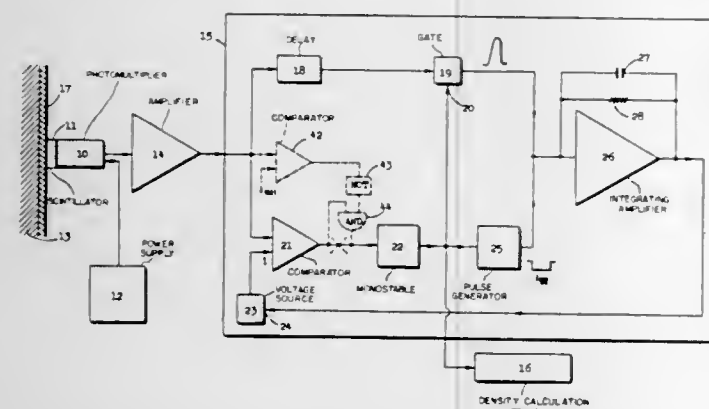 15
DELAY
18
GATE
19
20
27
28
17
PHOTOMULTIPLIER
11
10
AMPLIFIER
14
COMPARATOR
42
43
NOT
44
AND
26
INTEGRATING
AMPLIFIER
SCINTILLATOR
13
POWER
SUPPLY
12
21
COMPARATOR
22
MONOSTABLE
25
PULSE
GENERATOR
23
VOLTAGE
SOURCE
24
16
DENSITY CALCULATION